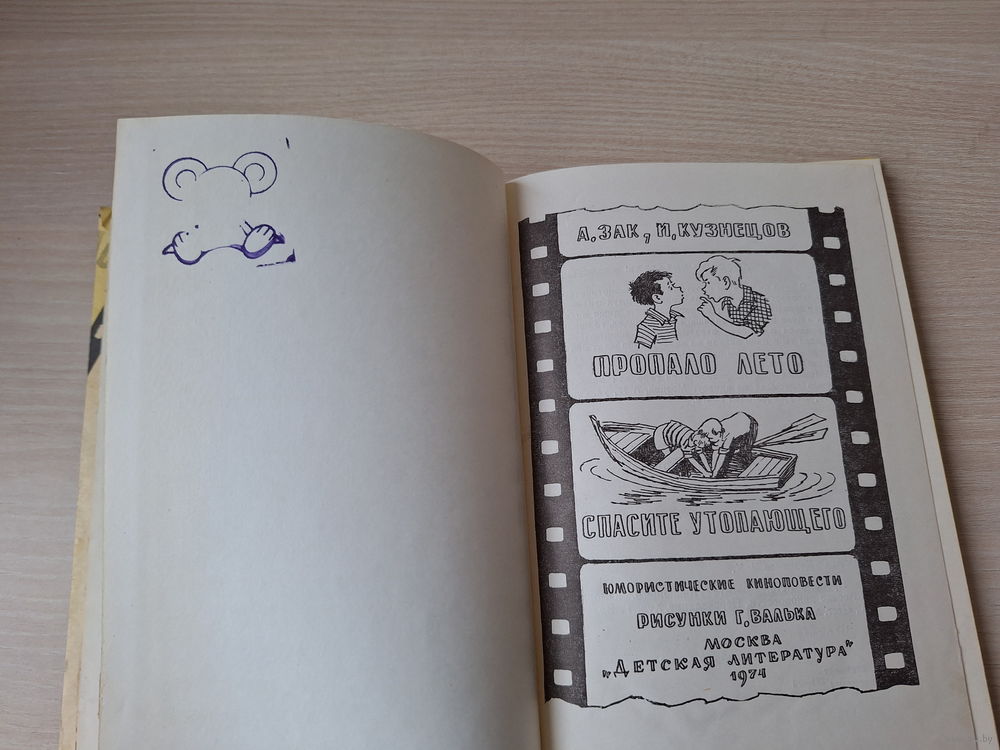 А. ЗАК, И. КУЗНЕЦОВ
ПРОПАЛО ЛЕТО
СПАСИТЕ УТОПАЮЩЕГО
ЮМОРИСТИЧЕСКИЕ КИНОПОВЕСТИ
РИСУНКИ Г. ВАЛЬКА
МОСКВА
„ДЕТСКАЯ ЛИТЕРАТУРА"
1974